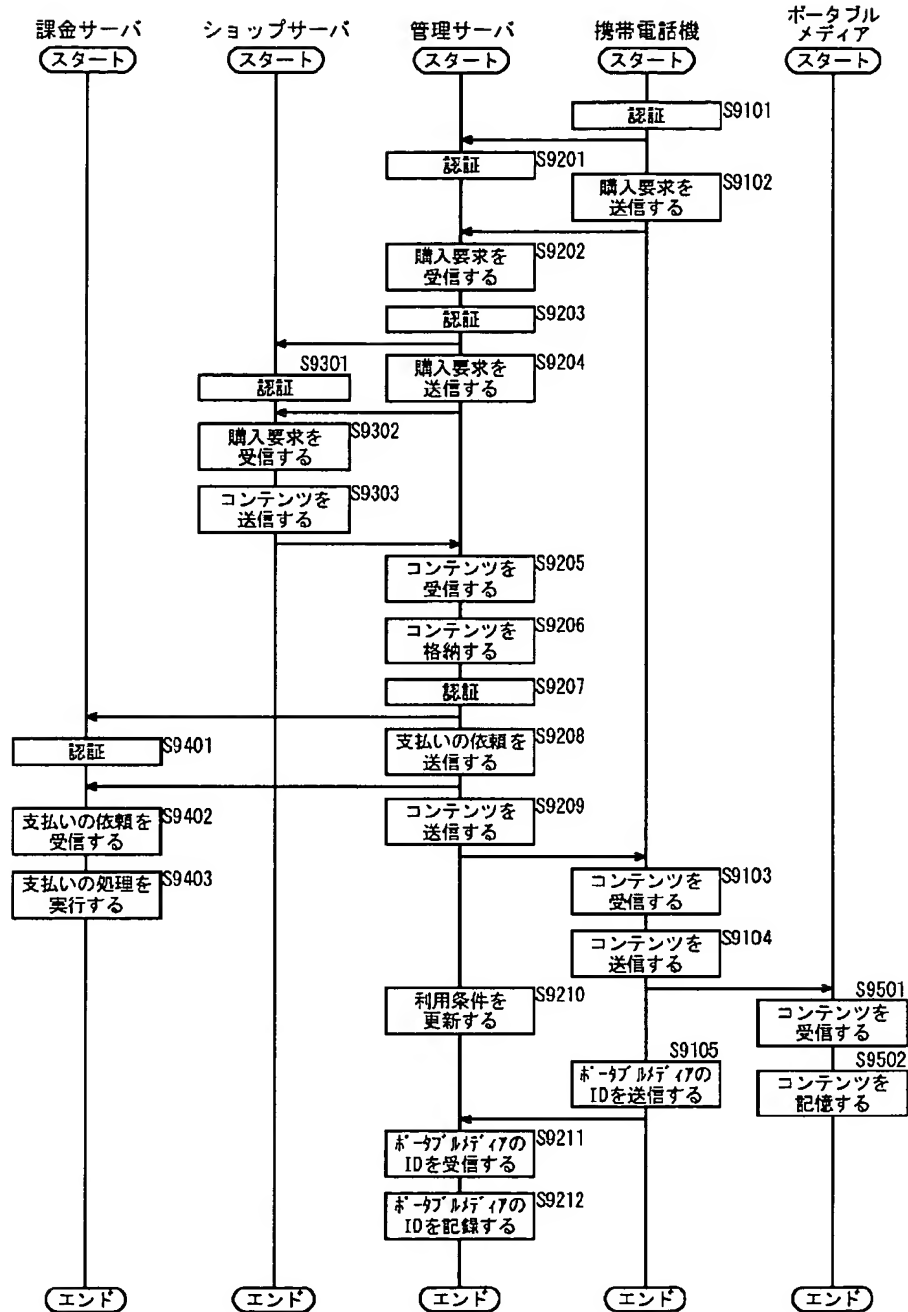 課金サーバ
ショップサーバ
管理サーバ
携帯電話機
ポータブル
メディア
スタート
スタート
スタート
スタート
スタート
認証
S9101
認証
S9201
購入要求を
送信する
S9102
購入要求を
受信する
S9202
認証
S9203
S9301
認証
購入要求を
送信する
S9204
購入要求を
受信する
S9302
コンテンツを
送信する
S9303
コンテンツを
受信する
S9205
コンテンツを
格納する
S9206
認証
S9207
認証
S9401
支払いの依頼を
送信する
S9208
支払いの依頼を
受信する
S9402
コンテンツを
送信する
S9209
支払いの処理を
実行する
S9403
コンテンツを
受信する
S9103
コンテンツを
送信する
S9104
利用条件を
更新する
S9210
S9501
コンテンツを
受信する
S9105
ポータブルメディアの
IDを送信する
S9502
コンテンツを
記憶する
ポータブルメディアの
IDを受信する
S9211
ポータブルメディアの
IDを記録する
S9212
エンド
エンド
エンド
エンド
エンド